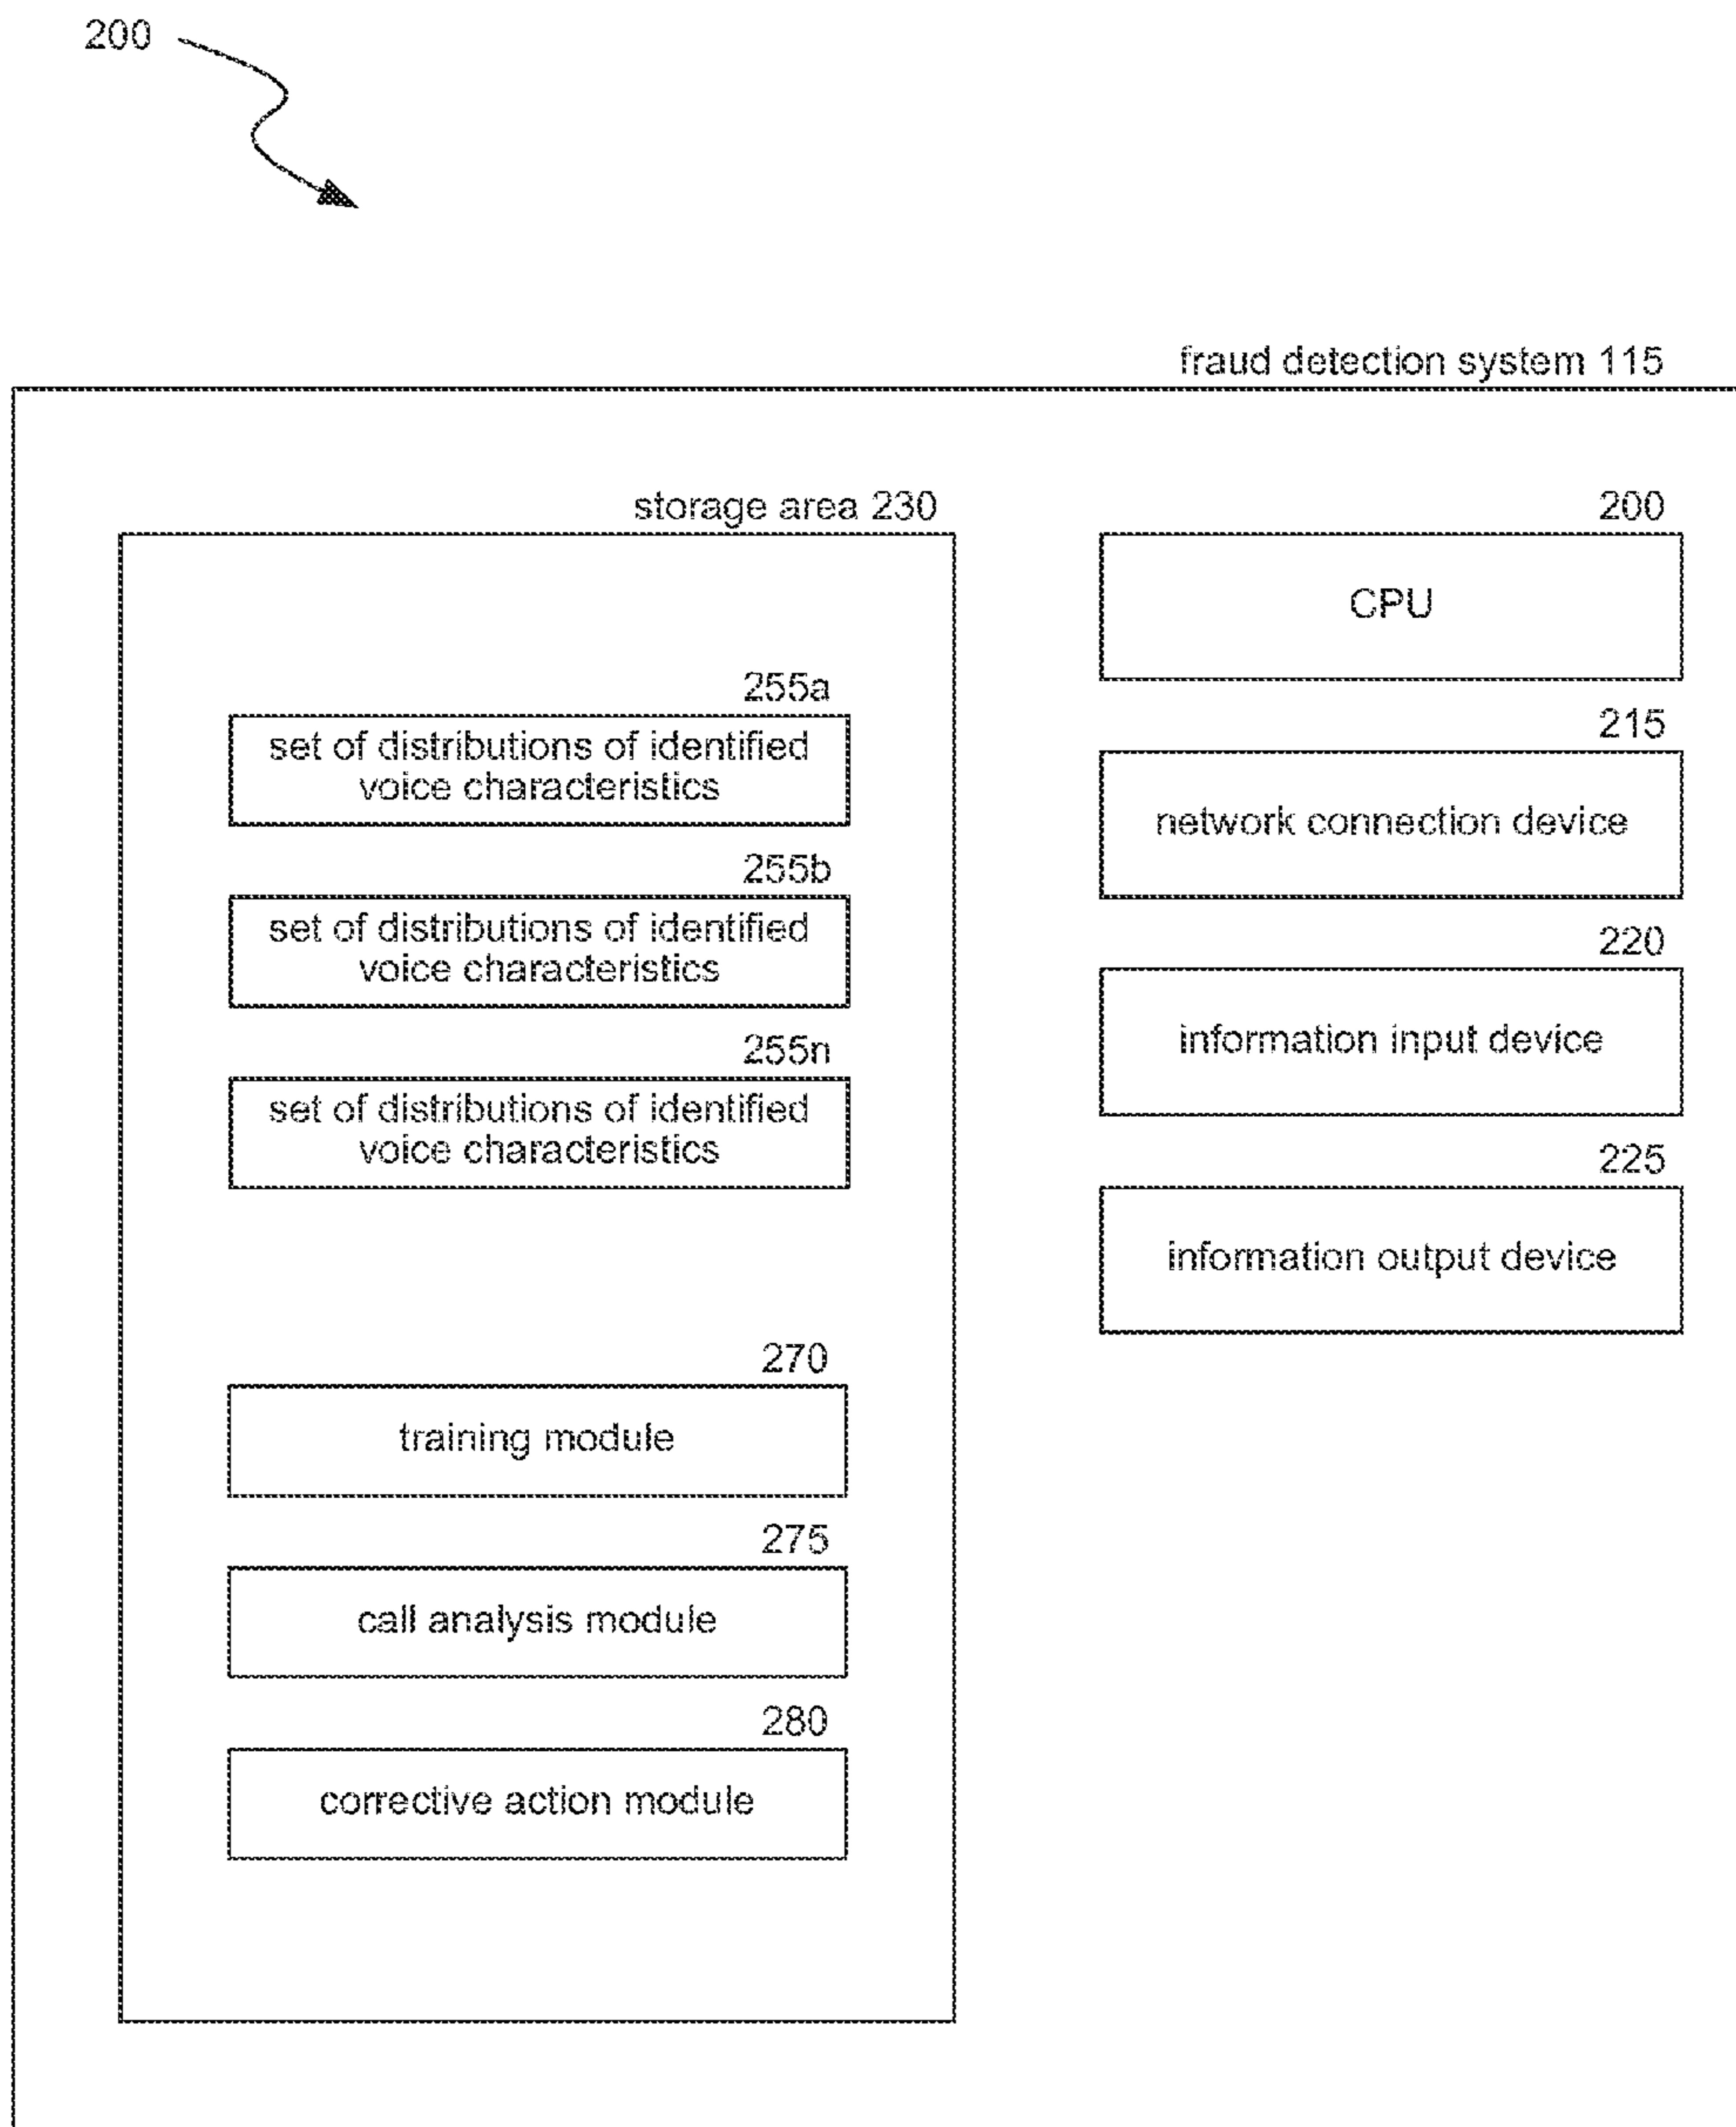 200
fraud detection system 115
storage area 230
255a
set of distributions of identified
voice characteristics
255b
set of distributions of identified
voice characteristics
255n
set of distributions of identified
voice characteristics
270
training module
275
call analysis module
280
corrective action module
200
CPU
215
network connection device
220
information input device
225
information output device